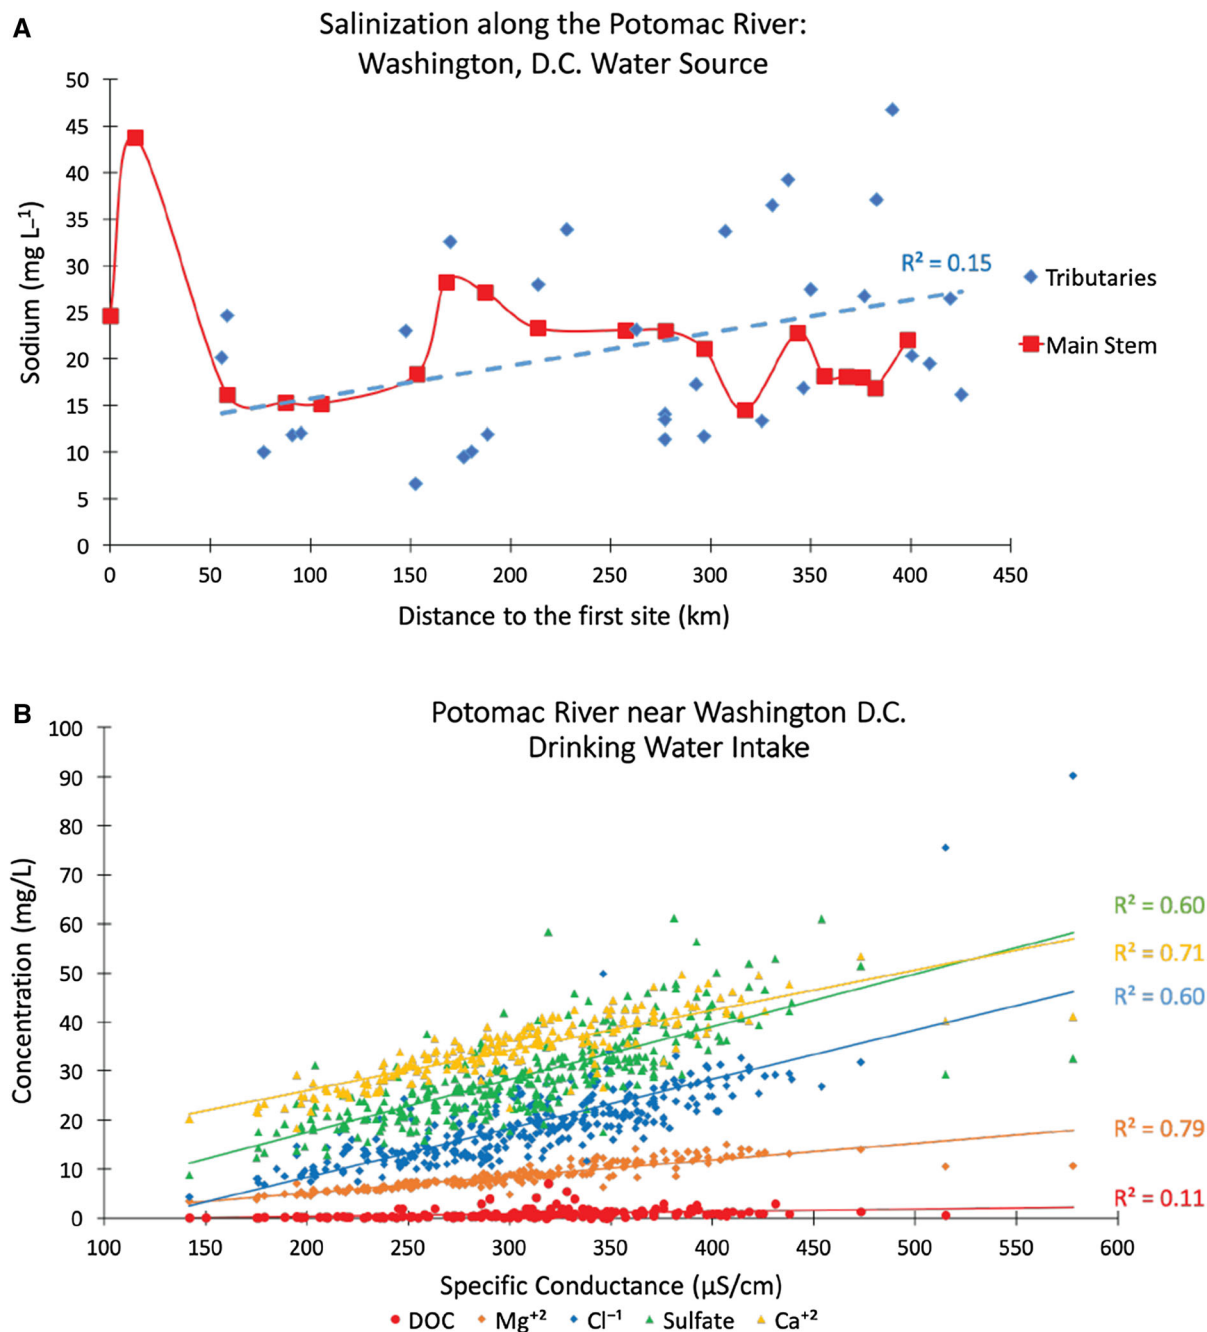 A
Salinization along the Potomac River:
Washington, D.C. Water Source
50
45
40
35
30
25
20
15
10
5
0
Sodium (mg L–1)
R² = 0.15
Tributaries
Main Stem
0 50 100 150 200 250 300 350 400 450
Distance to the first site (km)
B
Potomac River near Washington D.C.
Drinking Water Intake
100
90
80
70
60
50
40
30
20
10
0
Concentration (mg/L)
R² = 0.60
R² = 0.71
R² = 0.60
R² = 0.79
R² = 0.11
100 150 200 250 300 350 400 450 500 550 600
Specific Conductance (µS/cm)
DOC Mg⁺² Cl⁻¹ Sulfate Ca⁺²